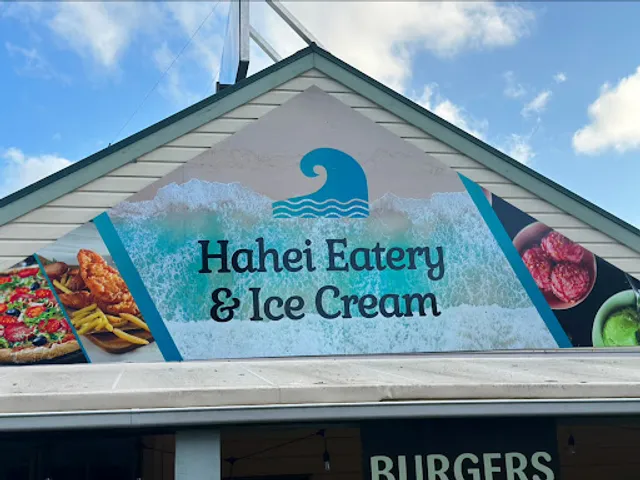 Hahei Eatery
& Ice Cream
BURGERS